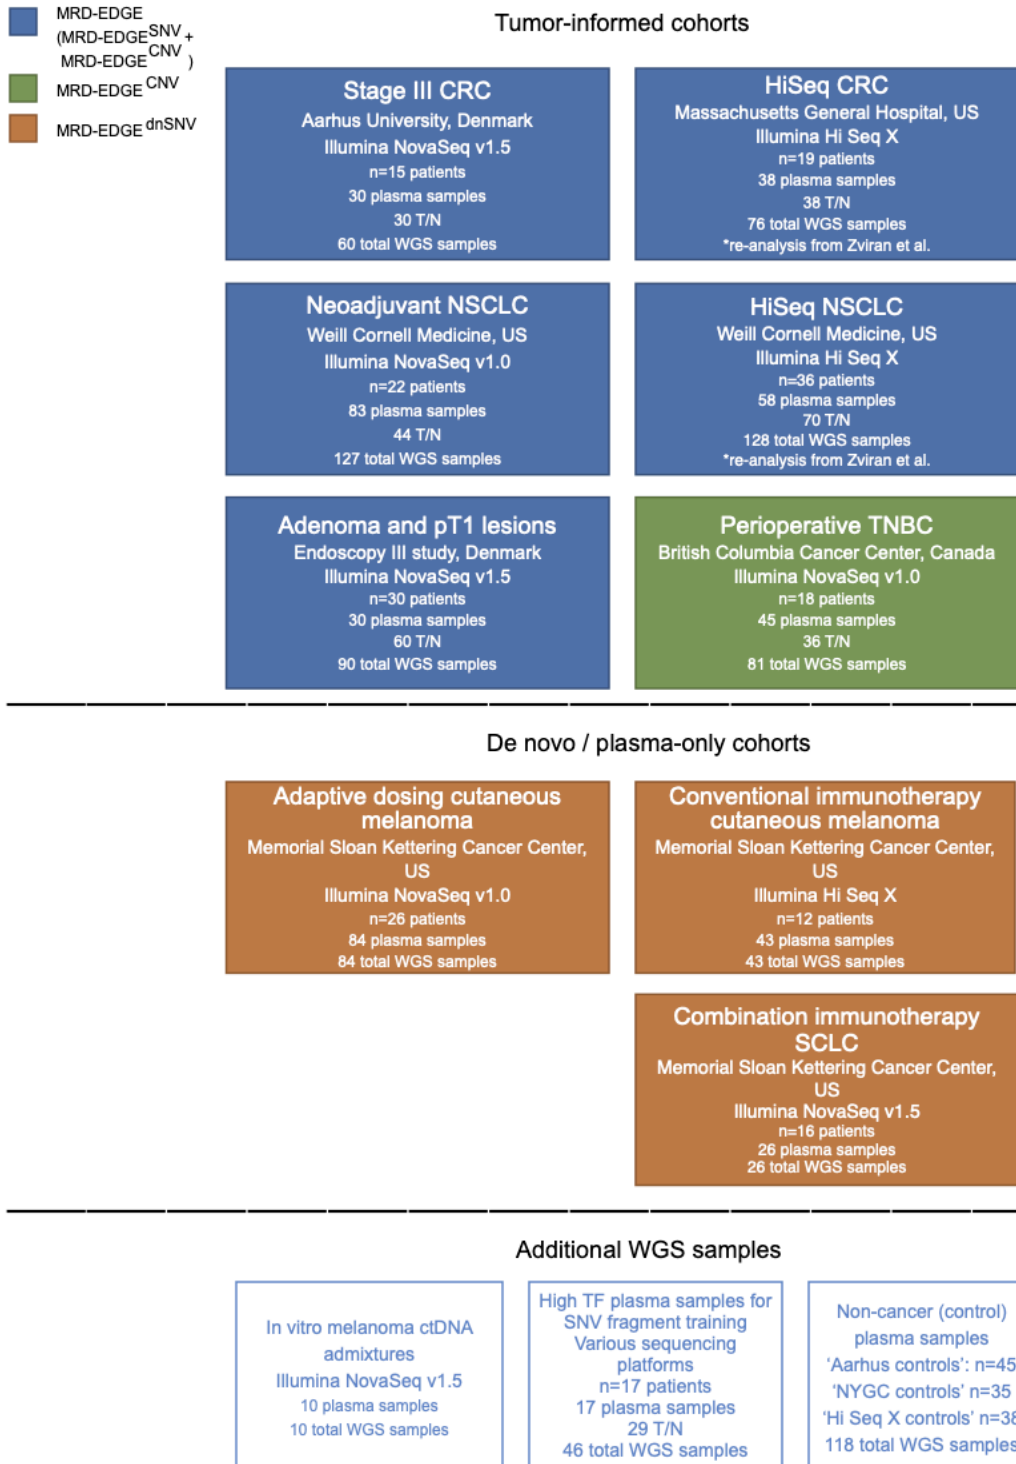 MRD-EDGE
(MRD-EDGE^SNV +
MRD-EDGE^CNV )
MRD-EDGE^CNV
MRD-EDGE^dnSNV
Tumor-informed cohorts
Stage III CRC
Aarhus University, Denmark
Illumina NovaSeq v1.5
n=15 patients
30 plasma samples
30 T/N
60 total WGS samples
HiSeq CRC
Massachusetts General Hospital, US
Illumina Hi Seq X
n=19 patients
38 plasma samples
38 T/N
76 total WGS samples
*re-analysis from Zviran et al.
Neoadjuvant NSCLC
Weill Cornell Medicine, US
Illumina NovaSeq v1.0
n=22 patients
83 plasma samples
44 T/N
127 total WGS samples
HiSeq NSCLC
Weill Cornell Medicine, US
Illumina Hi Seq X
n=36 patients
58 plasma samples
70 T/N
128 total WGS samples
*re-analysis from Zviran et al.
Adenoma and pT1 lesions
Endoscopy III study, Denmark
Illumina NovaSeq v1.5
n=30 patients
30 plasma samples
60 T/N
90 total WGS samples
Perioperative TNBC
British Columbia Cancer Center, Canada
Illumina NovaSeq v1.0
n=18 patients
45 plasma samples
36 T/N
81 total WGS samples
De novo / plasma-only cohorts
Adaptive dosing cutaneous
melanoma
Memorial Sloan Kettering Cancer Center,
US
Illumina NovaSeq v1.0
n=26 patients
84 plasma samples
84 total WGS samples
Conventional immunotherapy
cutaneous melanoma
Memorial Sloan Kettering Cancer Center,
US
Illumina Hi Seq X
n=12 patients
43 plasma samples
43 total WGS samples
Combination immunotherapy
SCLC
Memorial Sloan Kettering Cancer Center,
US
Illumina NovaSeq v1.5
n=16 patients
26 plasma samples
26 total WGS samples
Additional WGS samples
In vitro melanoma ctDNA
admixtures
Illumina NovaSeq v1.5
10 plasma samples
10 total WGS samples
High TF plasma samples for
SNV fragment training
Various sequencing
platforms
n=17 patients
17 plasma samples
29 T/N
46 total WGS samples
Non-cancer (control)
plasma samples
'Aarhus controls': n=45
'NYGC controls' n=35
'Hi Seq X controls' n=38
118 total WGS samples